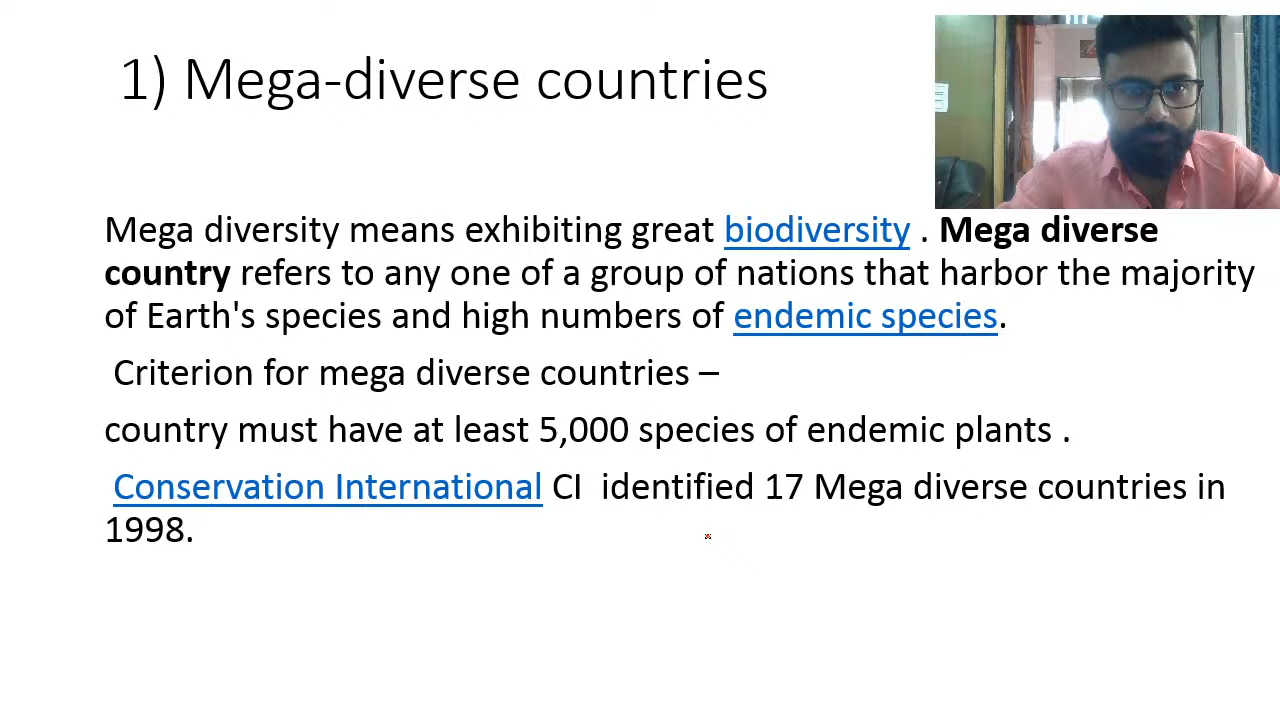 1) Mega-diverse countries
Mega diversity means exhibiting great biodiversity . Mega diverse
country refers to any one of a group of nations that harbor the majority
of Earth's species and high numbers of endemic species.
Criterion for mega diverse countries –
country must have at least 5,000 species of endemic plants .
Conservation International CI  identified 17 Mega diverse countries in
1998.